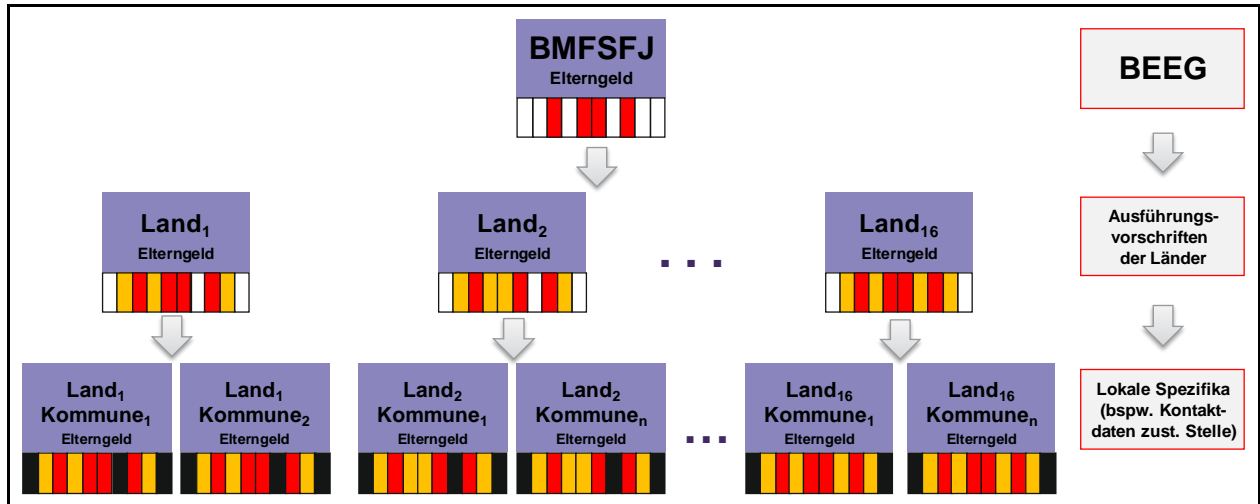 BMFSFJ
Elterngeld
BEEG
Land₁
Elterngeld
Land₂
Elterngeld
. . .
Land₁₆
Elterngeld
Ausführungs-
vorschriften
der Länder
Land₁
Kommune₁
Elterngeld
Land₁
Kommune₂
Elterngeld
Land₂
Kommune₁
Elterngeld
Land₂
Kommuneₙ
Elterngeld
...
Land₁₆
Kommune₁
Elterngeld
Land₁₆
Kommuneₙ
Elterngeld
Lokale Spezifika
(bspw. Kontakt-
daten zust. Stelle)